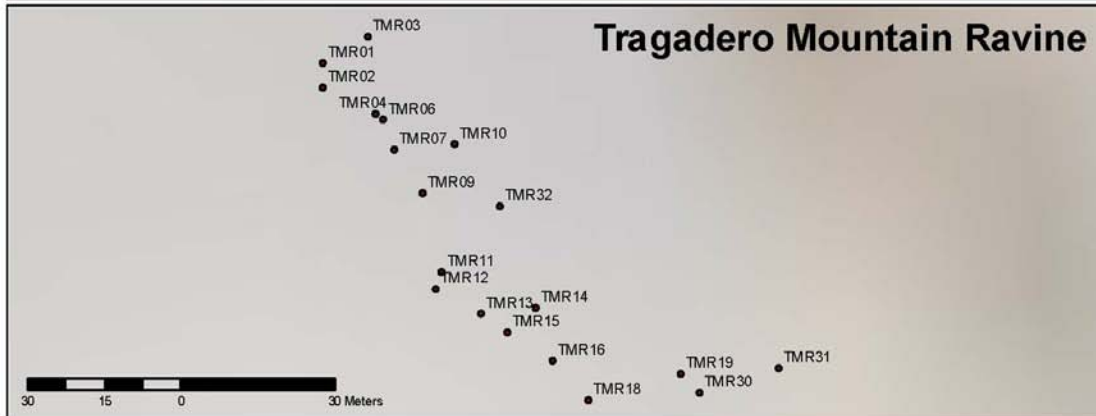 Tragadero Mountain Ravine
TMR03
TMR01
TMR02
TMR04
TMR06
TMR07
TMR10
TMR09
TMR32
TMR11
TMR12
TMR13
TMR14
TMR15
TMR16
TMR18
TMR19
TMR30
TMR31
30 15 0 30 Meters